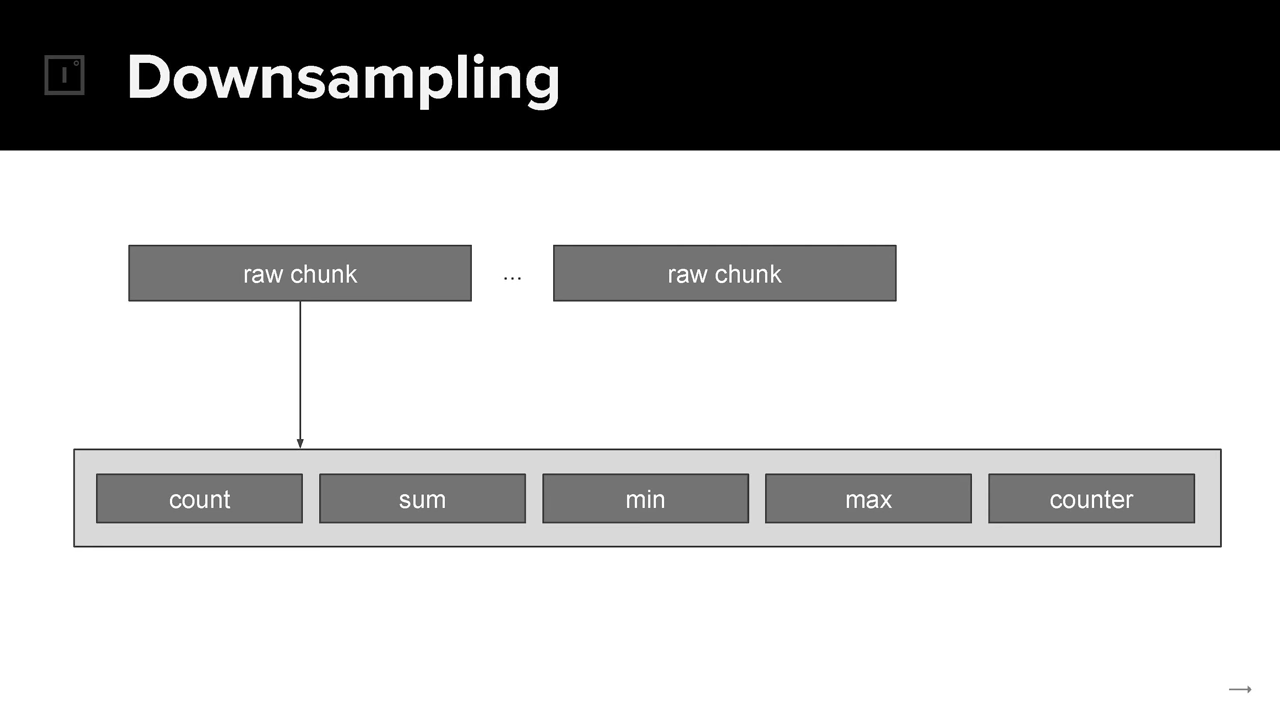 Downsampling
raw chunk ... raw chunk
count sum min max counter